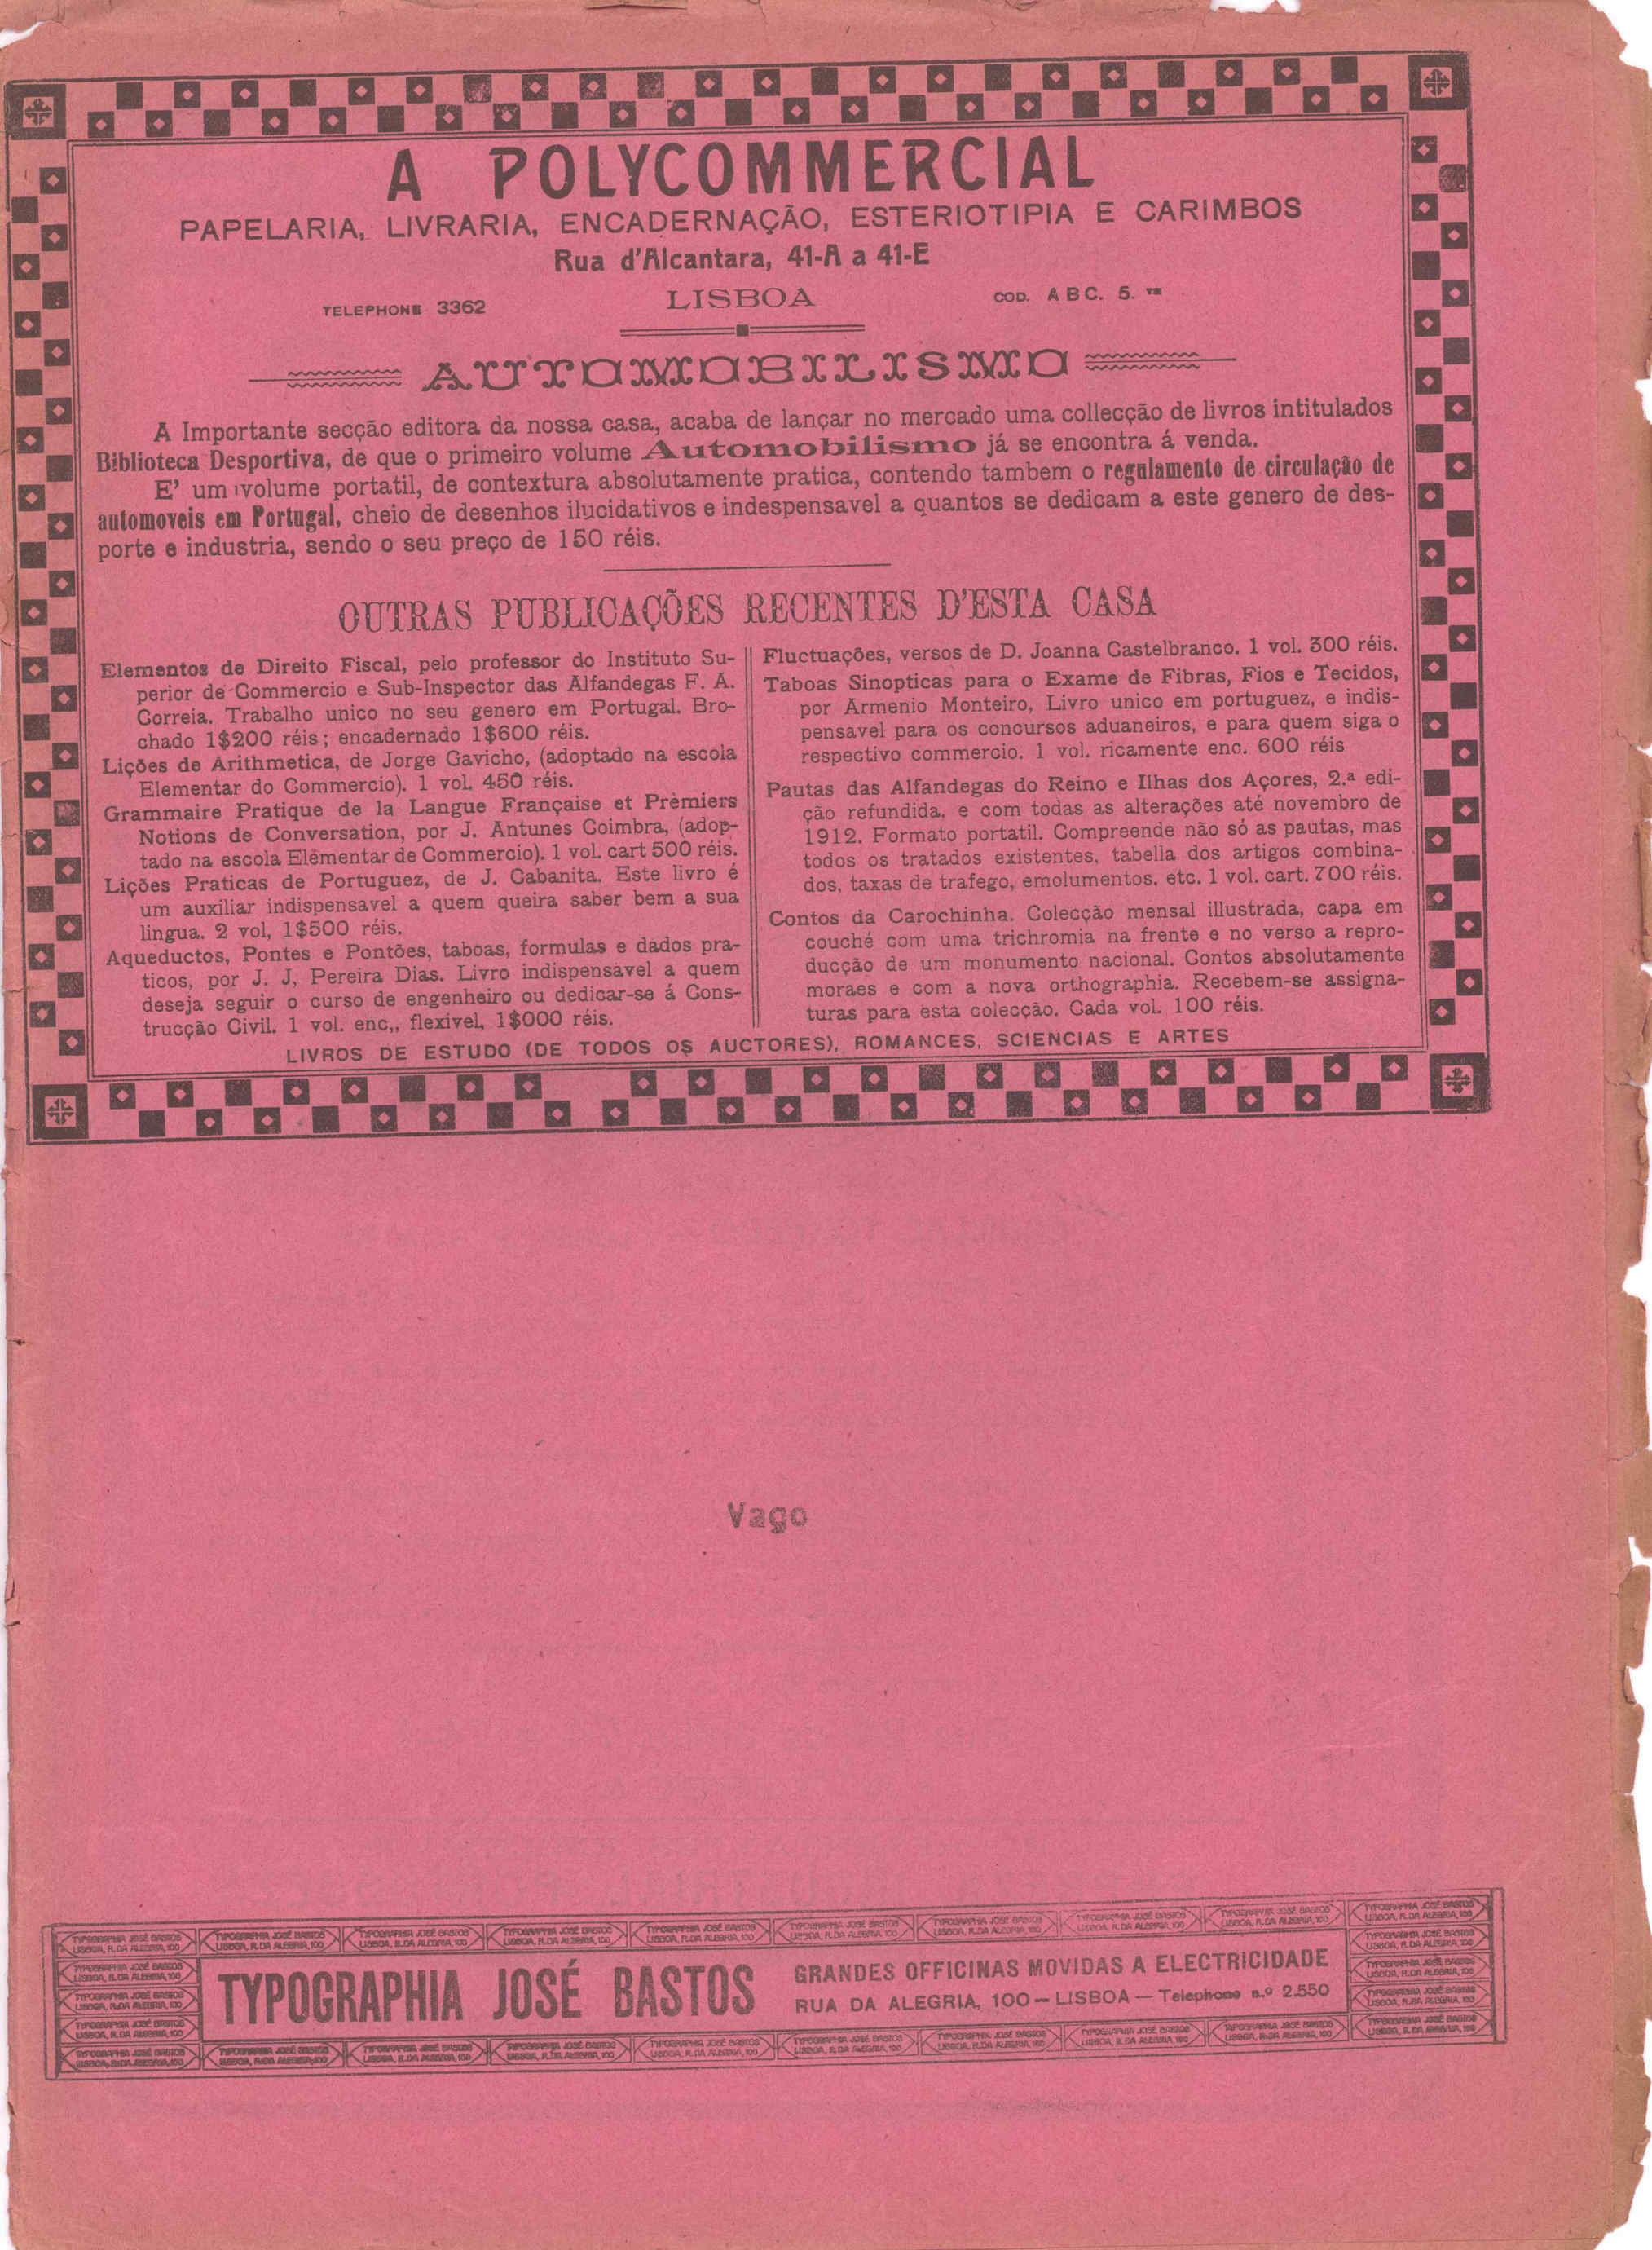 A POLYCOMMERCIAL
PAPELARIA, LIVRARIA, ENCADERNAÇÃO, ESTERIOTIPIA E CARIMBOS
Rua d'Alcantara, 41-A a 41-E
TELEPHONE 3362 LISBOA COD. A B C. 5.
AUTOMOBILISMO
A Importante secção editora da nossa casa, acaba de lançar no mercado uma collecção de livros intitulados
Biblioteca Desportiva, de que o primeiro volume Automobilismo já se encontra á venda.
E' um volume portatil, de contextura absolutamente pratica, contendo tambem o regulamento de circulação de
automoveis em Portugal, cheio de desenhos ilucidativos e indespensavel a quantos se dedicam a este genero de des-
porte e industria, sendo o seu preço de 150 réis.
OUTRAS PUBLICAÇÕES RECENTES D'ESTA CASA
Elementos de Direito Fiscal, pelo professor do Instituto Su-
perior de Commercio e Sub-Inspector das Alfandegas F. A.
Correia. Trabalho unico no seu genero em Portugal. Bro-
chado 1$200 réis; encadernado 1$600 réis.
Lições de Arithmetica, de Jorge Gavicho, (adoptado na escola
Elementar do Commercio). 1 vol. 450 réis.
Grammaire Pratique de la Langue Française et Prèmiers
Notions de Conversation, por J. Antunes Coimbra, (adop-
tado na escola Elémentar de Commercio). 1 vol. cart 500 réis.
Lições Praticas de Portuguez, de J. Cabanita. Este livro é
um auxiliar indispensavel a quem queira saber bem a sua
lingua. 2 vol, 1$500 réis.
Aqueductos, Pontes e Pontões, taboas, formulas e dados pra-
ticos, por J. J, Pereira Dias. Livro indispensavel a quem
deseja seguir o curso de engenheiro ou dedicar-se á Cons-
trucção Civil. 1 vol. enc,, flexivel, 1$000 réis.
Fluctuações, versos de D. Joanna Castelbranco. 1 vol. 300 réis.
Taboas Sinopticas para o Exame de Fibras, Fios e Tecidos,
por Armenio Monteiro, Livro unico em portuguez, e indis-
pensavel para os concursos aduaneiros, e para quem siga o
respectivo commercio. 1 vol. ricamente enc. 600 réis
Pautas das Alfandegas do Reino e Ilhas dos Açores, 2.ª edi-
ção refundida, e com todas as alterações até novembro de
1912. Formato portatil. Compreende não só as pautas, mas
todos os tratados existentes, tabella dos artigos combina-
dos, taxas de trafego, emolumentos, etc. 1 vol. cart. 700 réis.
Contos da Carochinha. Colecção mensal illustrada, capa em
couché com uma trichromia na frente e no verso a repro-
ducção de um monumento nacional. Contos absolutamente
moraes e com a nova orthographia. Recebem-se assigna-
turas para esta colecção. Cada vol. 100 réis.
LIVROS DE ESTUDO (DE TODOS OS AUCTORES), ROMANCES, SCIENCIAS E ARTES
Vago
TYPOGRAPHIA JOSÉ BASTOS
GRANDES OFFICINAS MOVIDAS A ELECTRICIDADE
RUA DA ALEGRIA, 100 — LISBOA — Telephone n.º 2.550
TYPOGRAPHIA JOSÉ BASTOS
LISBOA, R. DA ALEGRIA, 100